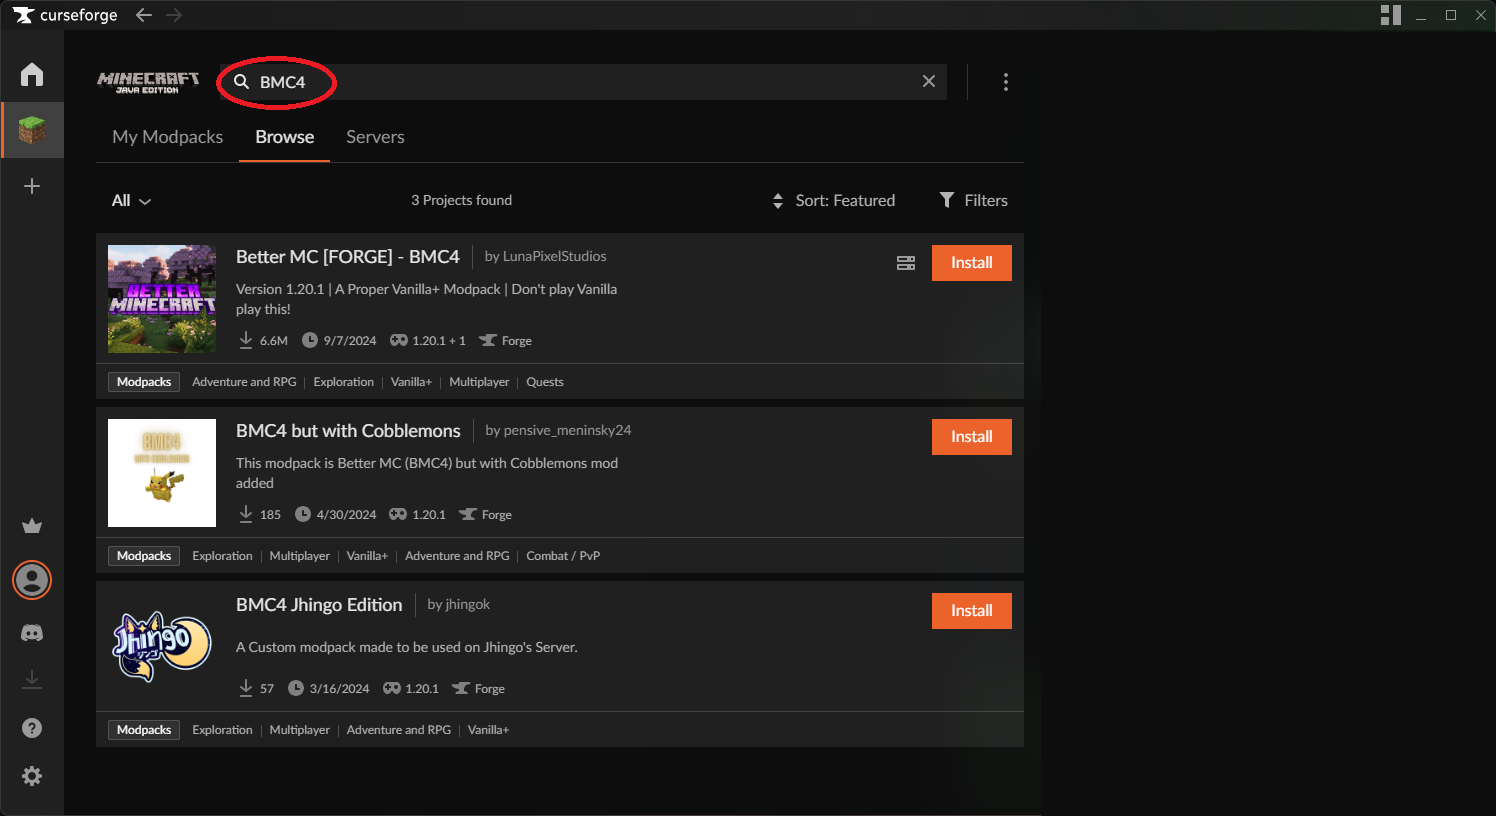 curseforge
MINECRAFT
JAVA EDITION
BMC4
My Modpacks Browse Servers
All 3 Projects found Sort: Featured Filters
BETTER
MINECRAFT
Better MC [FORGE] - BMC4 by LunaPixelStudios Install
Version 1.20.1 | A Proper Vanilla+ Modpack | Don't play Vanilla
play this!
6.6M 9/7/2024 1.20.1 + 1 Forge
Modpacks Adventure and RPG Exploration Vanilla+ Multiplayer Quests
BMC4
WITH COBBLEMONS
BMC4 but with Cobblemons by pensive_meninsky24 Install
This modpack is Better MC (BMC4) but with Cobblemons mod
added
185 4/30/2024 1.20.1 Forge
Modpacks Exploration Multiplayer Vanilla+ Adventure and RPG Combat / PvP
Jhingo
BMC4 Jhingo Edition by jhingok Install
A Custom modpack made to be used on Jhingo's Server.
57 3/16/2024 1.20.1 Forge
Modpacks Exploration Multiplayer Adventure and RPG Vanilla+